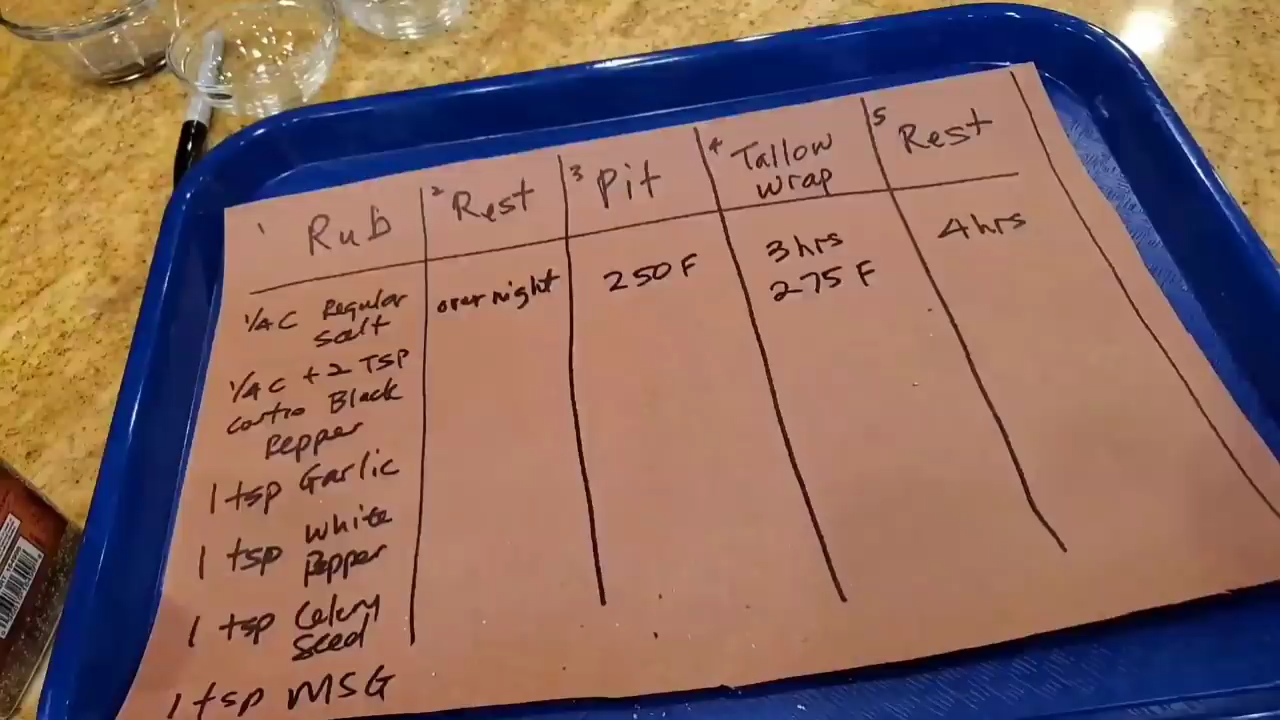 1 Rub
1/4 C Regular
salt
1/4 C + 2 TSP
Black
Pepper
1 tsp Garlic
1 tsp White
Pepper
1 tsp Celery
Seed
1 tsp MSG
2 Rest
over night
3 Pit
250 F
4 Tallow
wrap
3 hrs
275 F
5 Rest
4 hrs